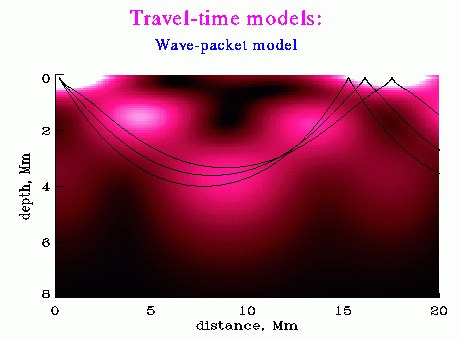 Travel-time models:
Wave-packet model
0
2
4
6
8
depth, Mm
0 5 10 15 20
distance, Mm